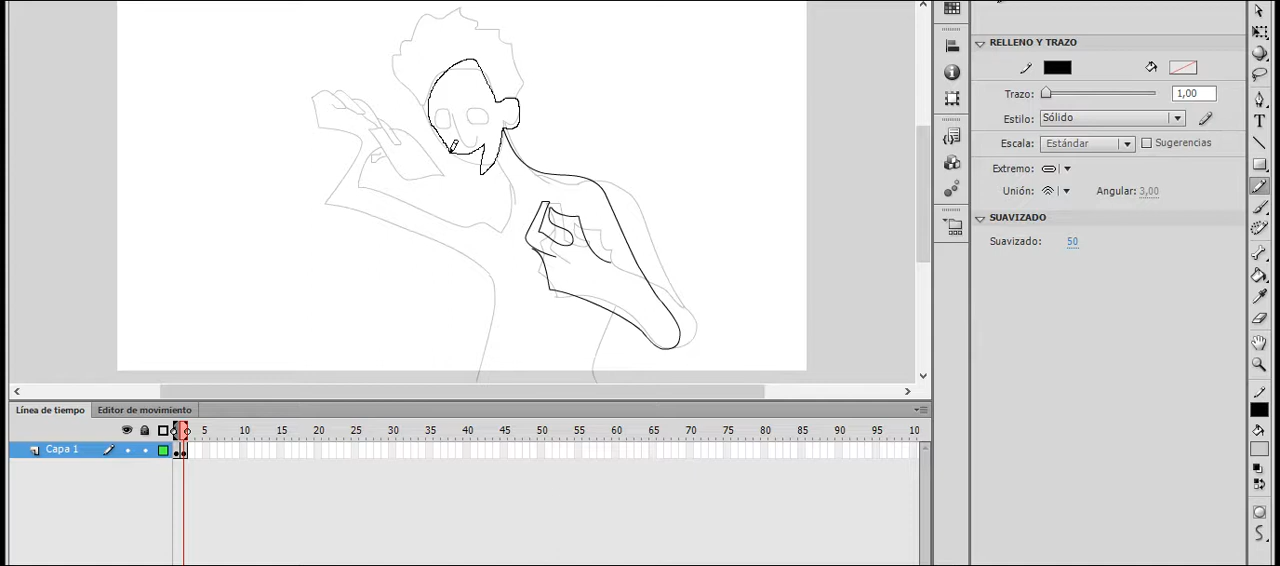 RELLENO Y TRAZO
Trazo: 1,00
Estilo: Sólido
Escala: Estándar Sugerencias
Extremo:
Unión: Angular: 3,00
SUAVIZADO
Suavizado: 50
Línea de tiempo Editor de movimiento
5 10 15 20 25 30 35 40 45 50 55 60 65 70 75 80 85 90 95 10
Capa 1